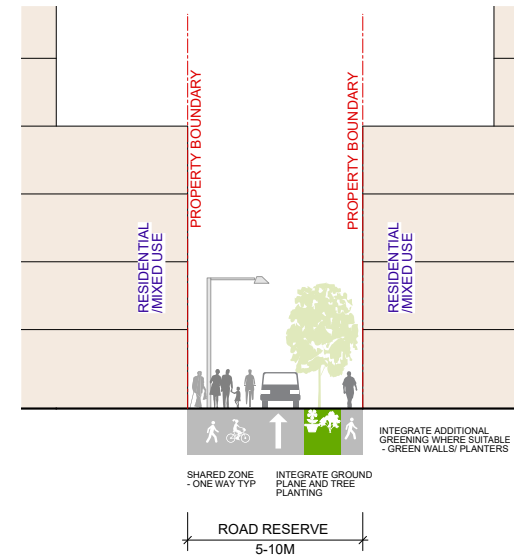 PROPERTY BOUNDARY
PROPERTY BOUNDARY
RESIDENTIAL
/MIXED USE
RESIDENTIAL
/MIXED USE
INTEGRATE ADDITIONAL
GREENING WHERE SUITABLE
- GREEN WALLS/ PLANTERS
SHARED ZONE
- ONE WAY TYP
INTEGRATE GROUND
PLANE AND TREE
PLANTING
ROAD RESERVE
5-10M